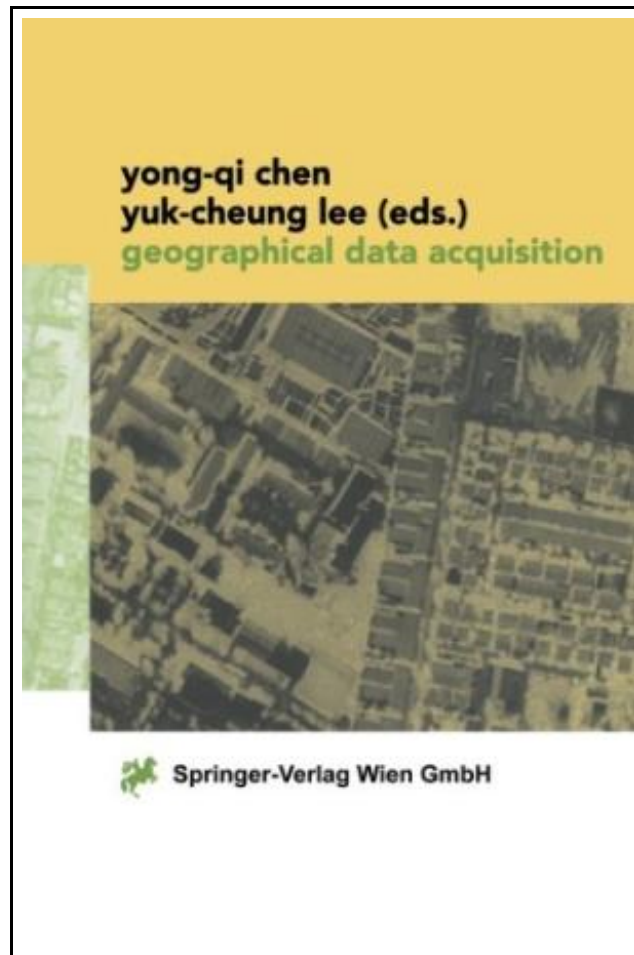 yong-qi chen
yuk-cheung lee (eds.)
geographical data acquisition
Springer-Verlag Wien GmbH